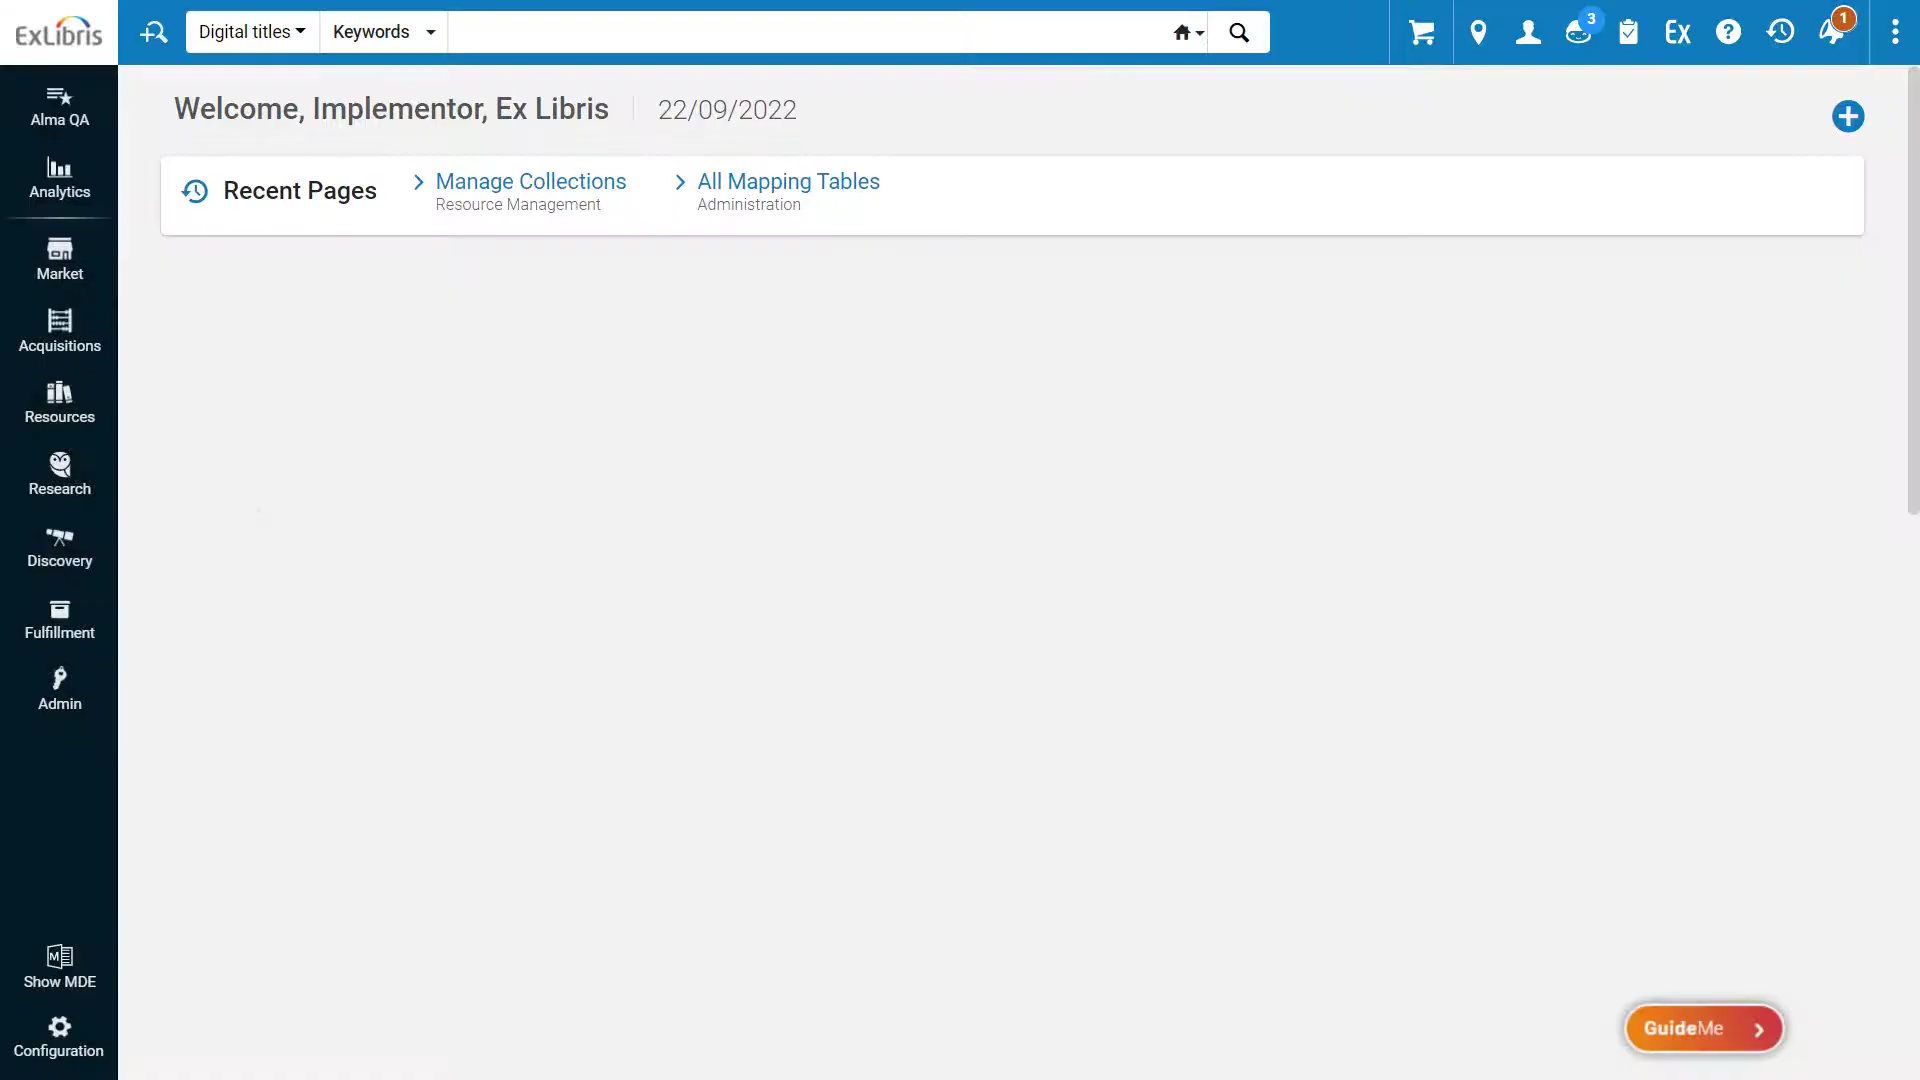 ExLibris
Digital titles
Keywords
3
Ex
?
1
Alma QA
Analytics
Market
Acquisitions
Resources
Research
Discovery
Fulfillment
Admin
M
Show MDE
Configuration
Welcome, Implementor, Ex Libris
22/09/2022
Recent Pages
Manage Collections
Resource Management
All Mapping Tables
Administration
GuideMe